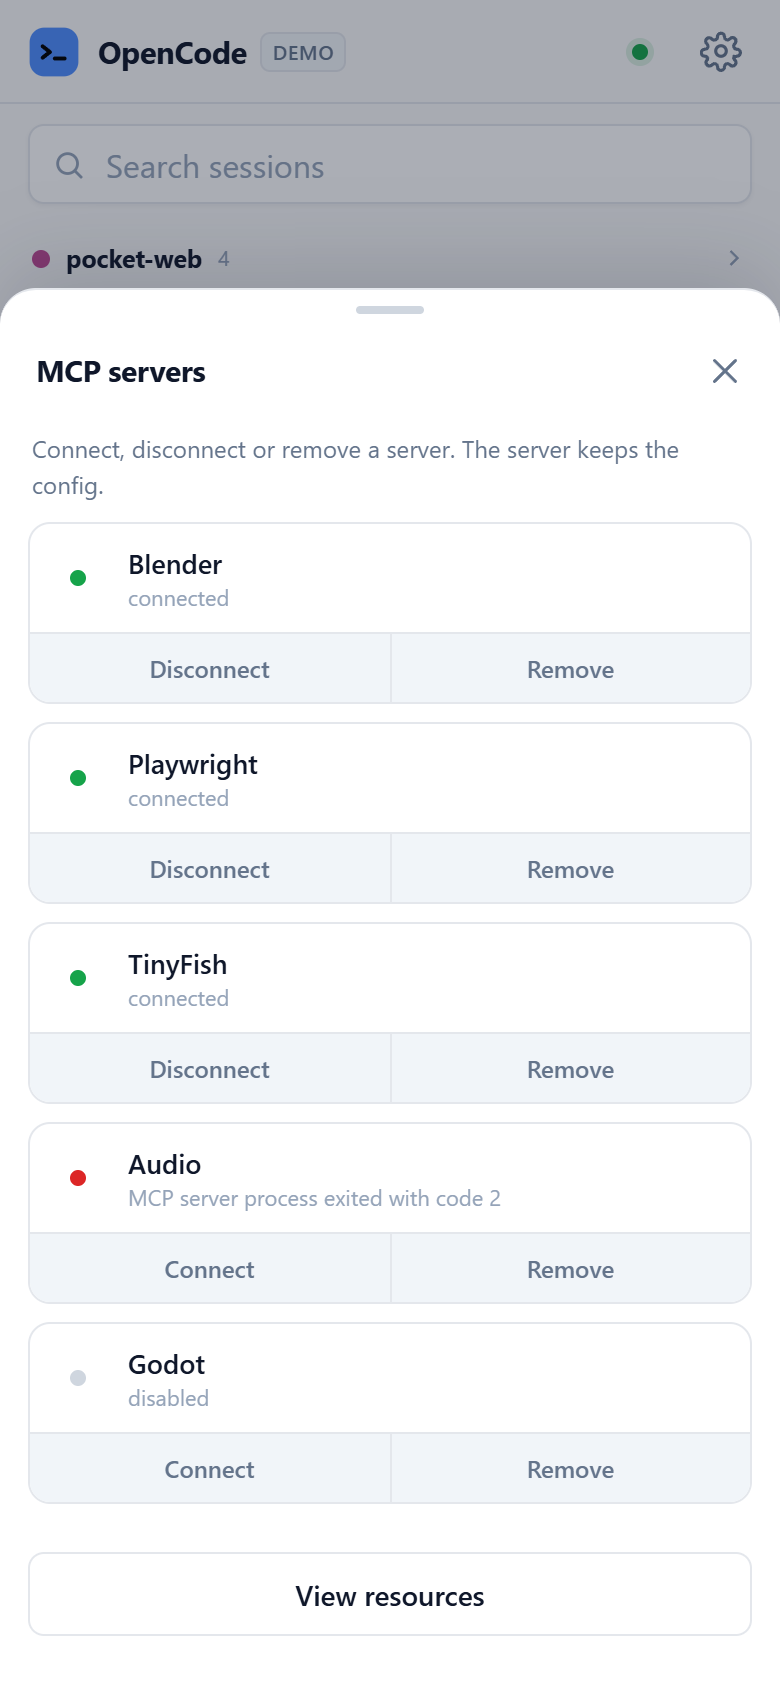 OpenCode DEMO
Search sessions
pocket-web 4
MCP servers
Connect, disconnect or remove a server. The server keeps the
config.
Blender
connected
Disconnect Remove
Playwright
connected
Disconnect Remove
TinyFish
connected
Disconnect Remove
Audio
MCP server process exited with code 2
Connect Remove
Godot
disabled
Connect Remove
View resources